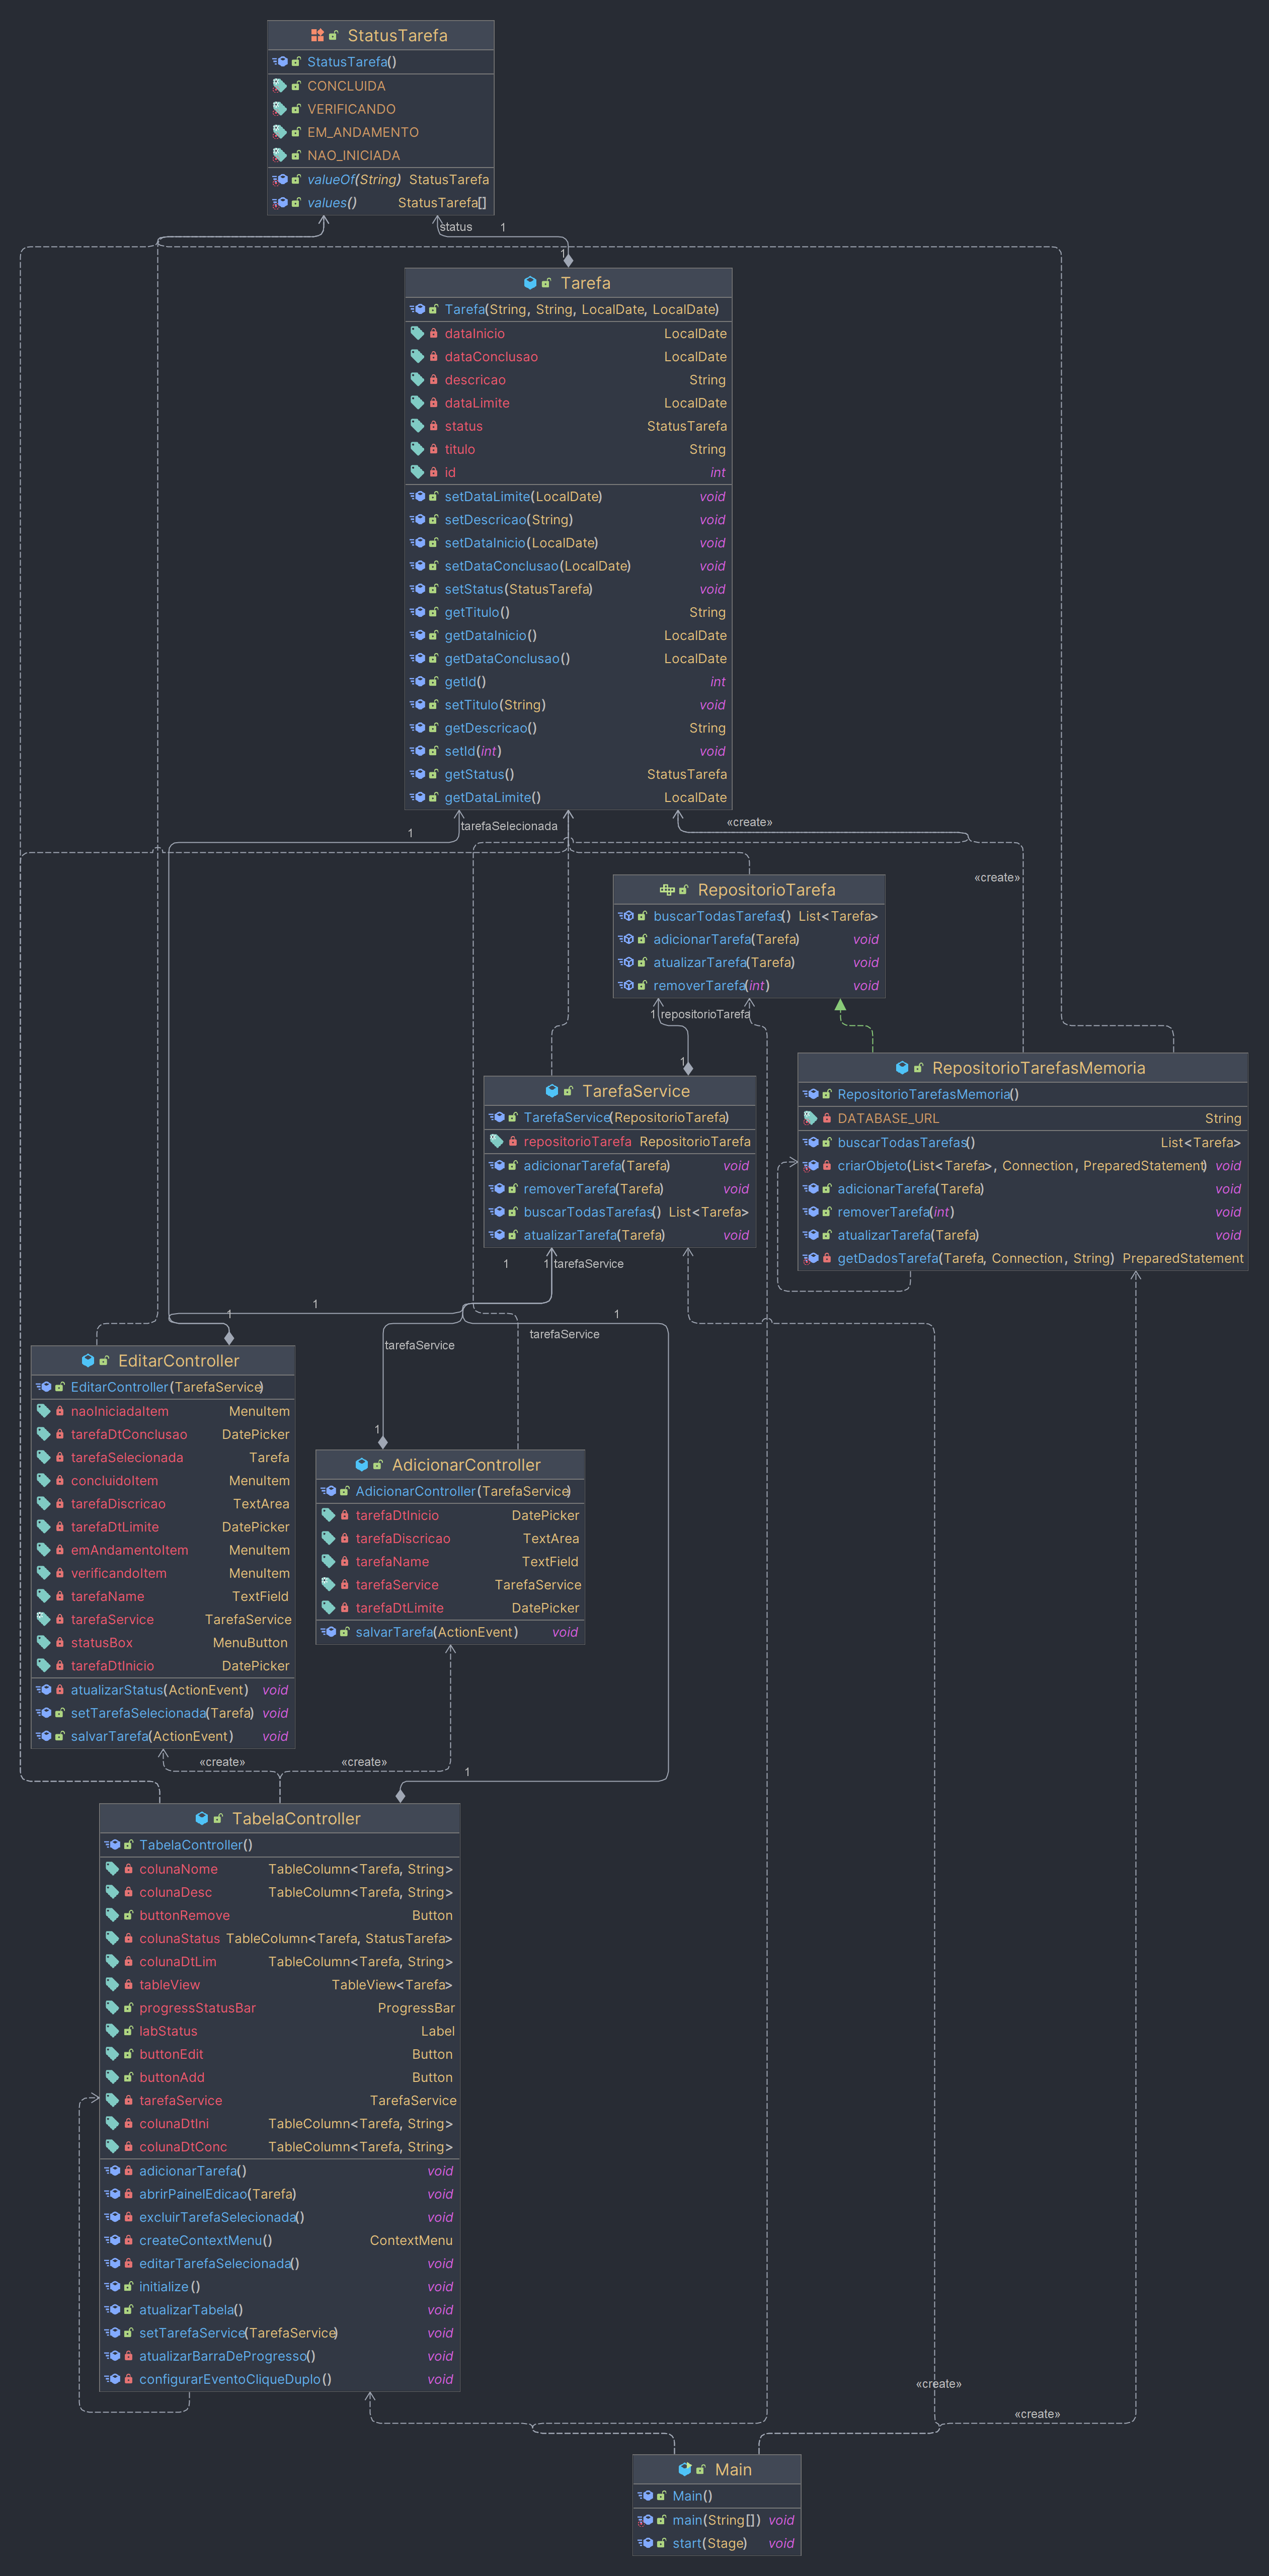 StatusTarefa
StatusTarefa()
CONCLUIDA
VERIFICANDO
EM_ANDAMENTO
NAO_INICIADA
valueOf(String) StatusTarefa
values() StatusTarefa[]
status 1
1
Tarefa
Tarefa(String, String, LocalDate, LocalDate)
dataInicio LocalDate
dataConclusao LocalDate
descricao String
dataLimite LocalDate
status StatusTarefa
titulo String
id int
setDataLimite(LocalDate) void
setDescricao(String) void
setDataInicio(LocalDate) void
setDataConclusao(LocalDate) void
setStatus(StatusTarefa) void
getTitulo() String
getDataInicio() LocalDate
getDataConclusao() LocalDate
getId() int
setTitulo(String) void
getDescricao() String
setId(int) void
getStatus() StatusTarefa
getDataLimite() LocalDate
1 tarefaSelecionada «create»
«create»
RepositorioTarefa
buscarTodasTarefas() List<Tarefa>
adicionarTarefa(Tarefa) void
atualizarTarefa(Tarefa) void
removerTarefa(int) void
1 repositorioTarefa
1
RepositorioTarefasMemoria
RepositorioTarefasMemoria()
DATABASE_URL String
buscarTodasTarefas() List<Tarefa>
criarObjeto(List<Tarefa>, Connection, PreparedStatement) void
adicionarTarefa(Tarefa) void
removerTarefa(int) void
atualizarTarefa(Tarefa) void
getDadosTarefa(Tarefa, Connection, String) PreparedStatement
TarefaService
TarefaService(RepositorioTarefa)
repositorioTarefa RepositorioTarefa
adicionarTarefa(Tarefa) void
removerTarefa(Tarefa) void
buscarTodasTarefas() List<Tarefa>
atualizarTarefa(Tarefa) void
1 1 tarefaService
1
1 1
tarefaService
tarefaService
EditarController
EditarController(TarefaService)
naoIniciadaItem MenuItem
tarefaDtConclusao DatePicker
tarefaSelecionada Tarefa
concluidoItem MenuItem
tarefaDiscricao TextArea
tarefaDtLimite DatePicker
emAndamentoItem MenuItem
verificandoItem MenuItem
tarefaName TextField
tarefaService TarefaService
statusBox MenuButton
tarefaDtInicio DatePicker
atualizarStatus(ActionEvent) void
setTarefaSelecionada(Tarefa) void
salvarTarefa(ActionEvent) void
1
AdicionarController
AdicionarController(TarefaService)
tarefaDtInicio DatePicker
tarefaDiscricao TextArea
tarefaName TextField
tarefaService TarefaService
tarefaDtLimite DatePicker
salvarTarefa(ActionEvent) void
«create» «create»
1
TabelaController
TabelaController()
colunaNome TableColumn<Tarefa, String>
colunaDesc TableColumn<Tarefa, String>
buttonRemove Button
colunaStatus TableColumn<Tarefa, StatusTarefa>
colunaDtLim TableColumn<Tarefa, String>
tableView TableView<Tarefa>
progressStatusBar ProgressBar
labStatus Label
buttonEdit Button
buttonAdd Button
tarefaService TarefaService
colunaDtIni TableColumn<Tarefa, String>
colunaDtConc TableColumn<Tarefa, String>
adicionarTarefa() void
abrirPainelEdicao(Tarefa) void
excluirTarefaSelecionada() void
createContextMenu() ContextMenu
editarTarefaSelecionada() void
initialize() void
atualizarTabela() void
setTarefaService(TarefaService) void
atualizarBarraDeProgresso() void
configurarEventoCliqueDuplo() void
«create»
«create»
Main
Main()
main(String[]) void
start(Stage) void